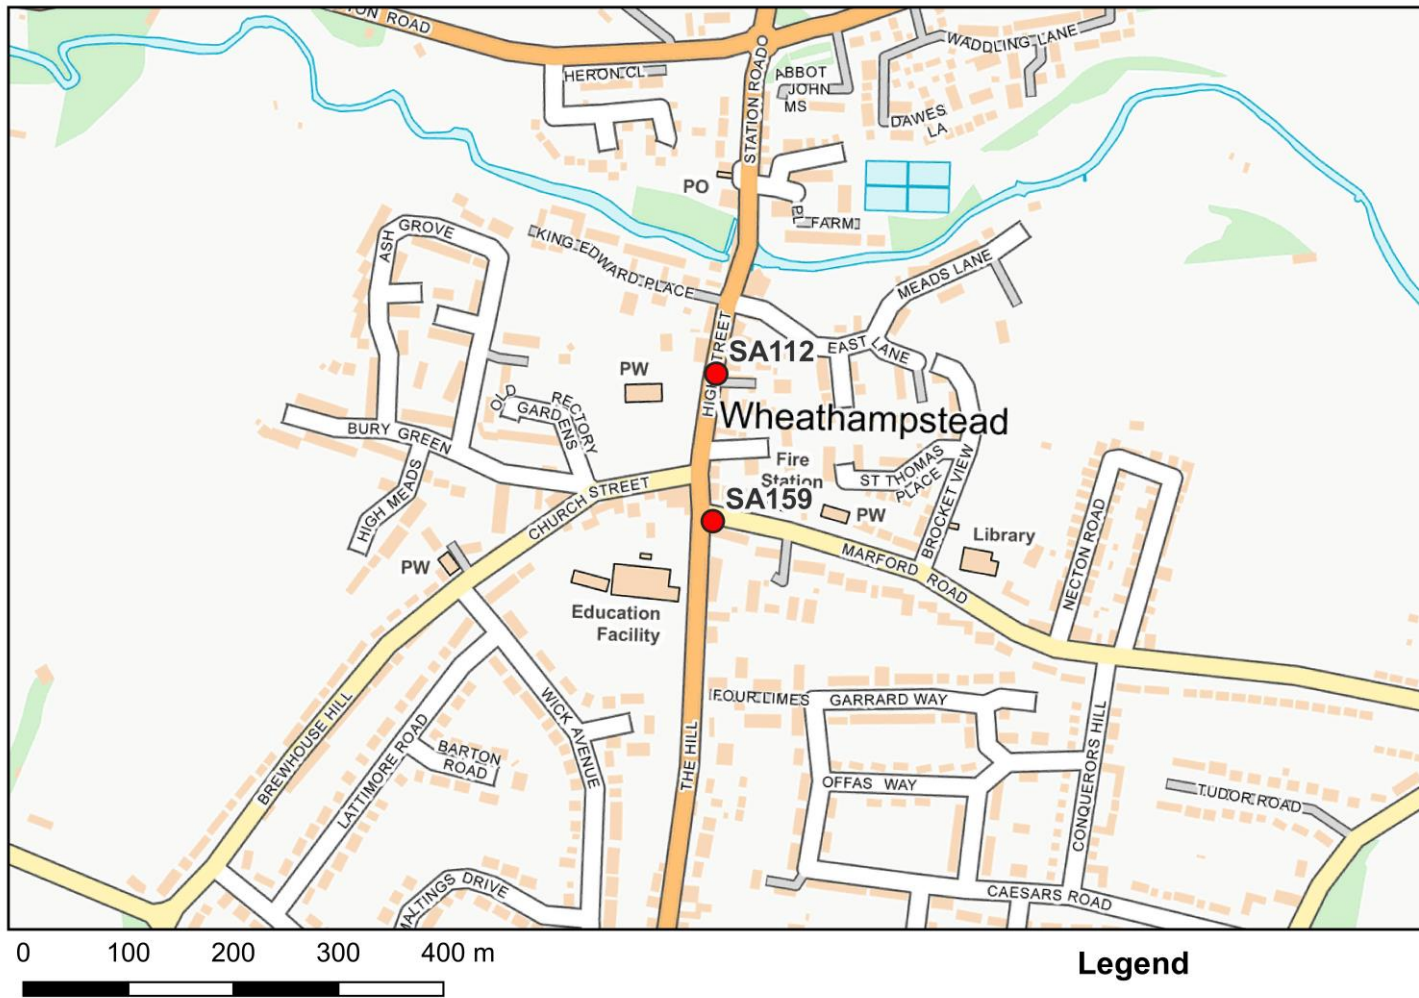 TON ROAD
WADDLING LANE
HERON CL
ABBOT
JOHN
MS
DAWES
LA
STATION ROAD
PO
FARM
ASH
GROVE
KING EDWARD PLACE
MEADS LANE
HIGH STREET
SA112
EAST LANE
PW
Wheathampstead
OLD
RECTORY
GARDENS
BURY GREEN
HIGH MEADS
CHURCH STREET
Fire
Station
ST THOMAS
PLACE
BROCKET VIEW
SA159
PW
Library
NECTON ROAD
MARFORD ROAD
PW
Education
Facility
FOUR LIMES
GARRARD WAY
WICK AVENUE
THE HILL
BREWHOUSE HILL
LATTIMORE ROAD
BARTON
ROAD
OFFAS WAY
CONQUERORS HILL
TUDOR ROAD
MALTINGS DRIVE
CAESARS ROAD
0 100 200 300 400 m
Legend